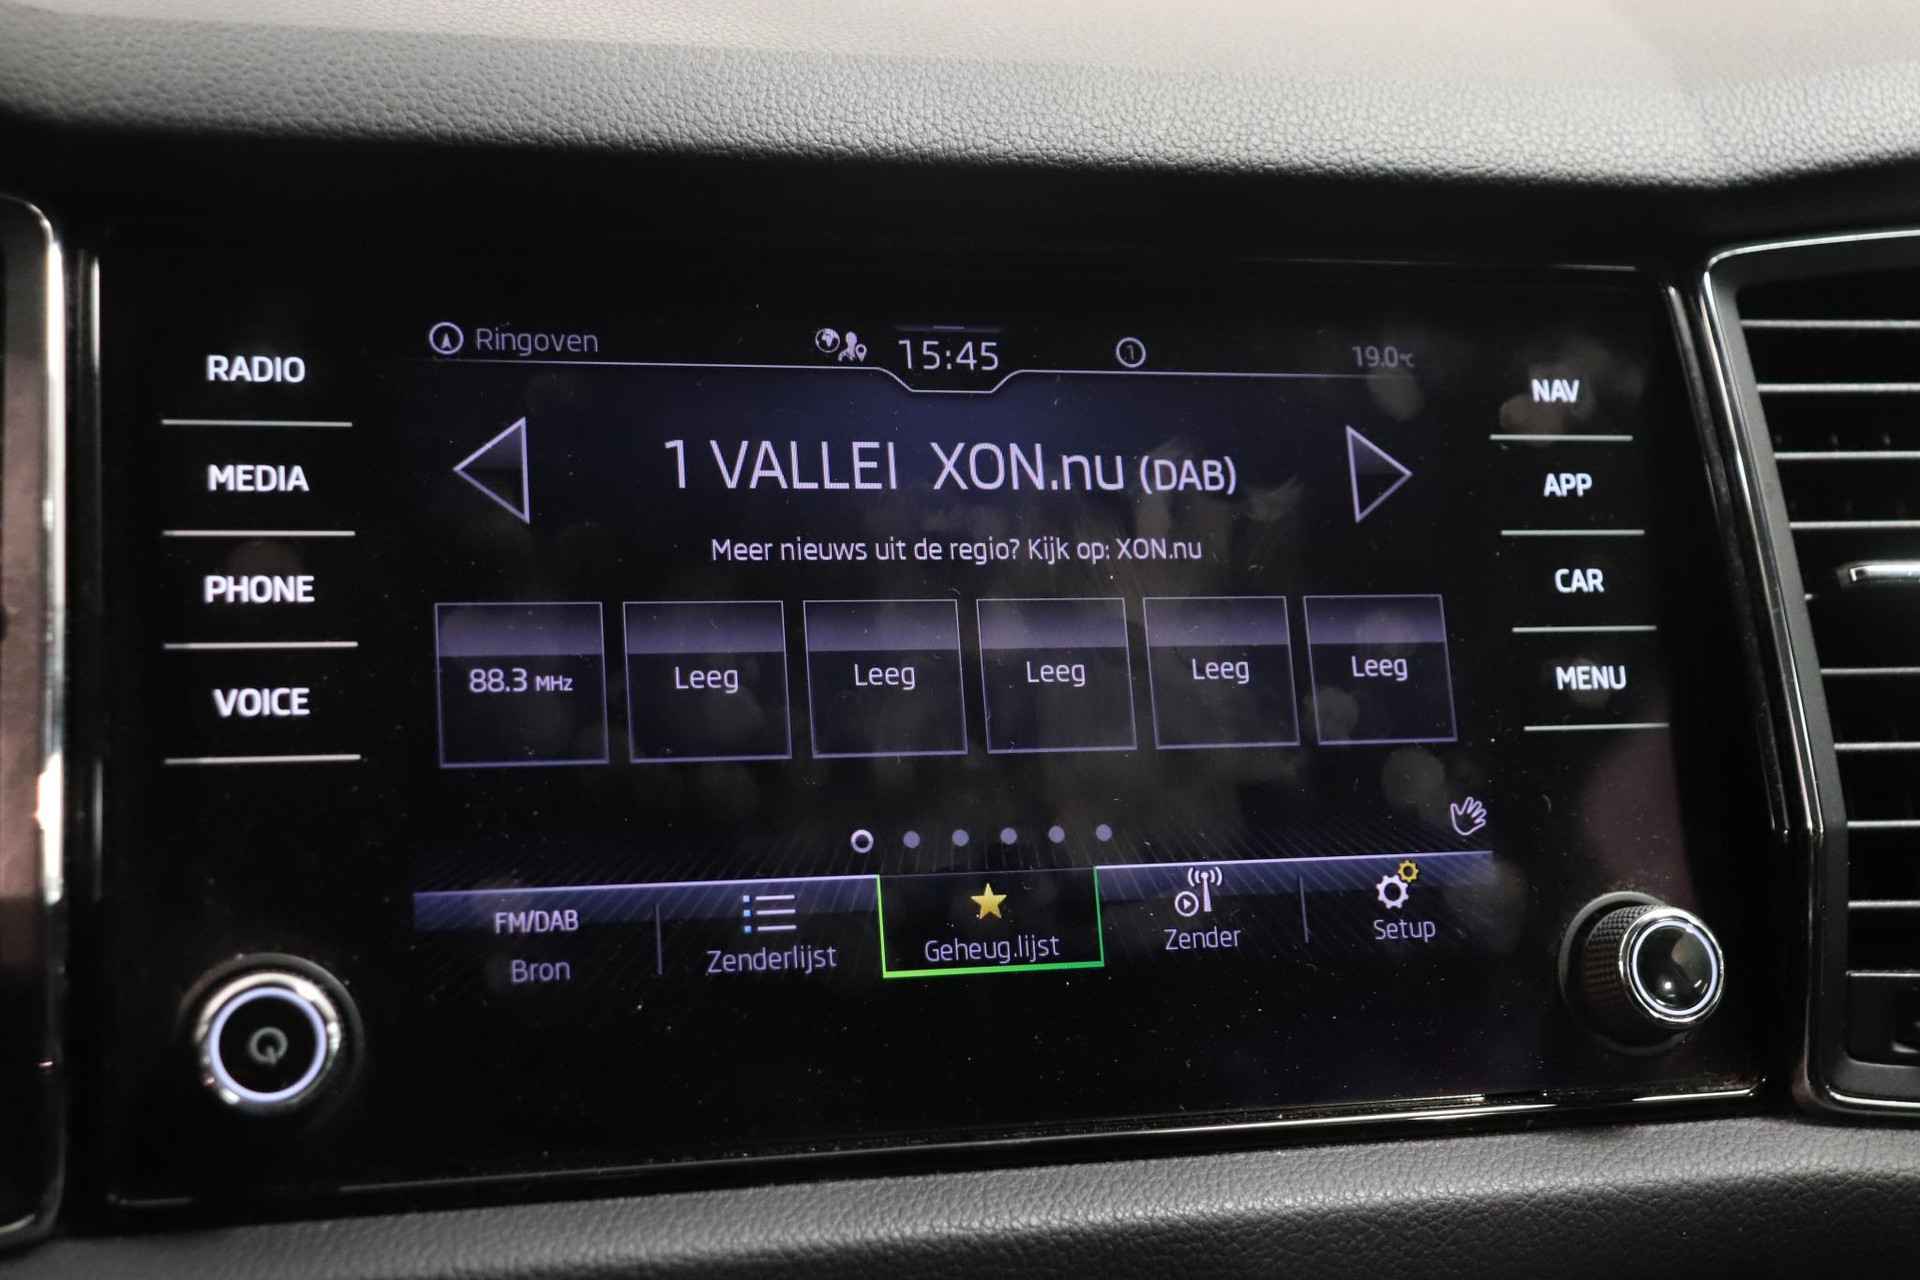 Ringoven 15:45 1 19.0°C
RADIO
MEDIA
PHONE
VOICE
1 VALLEI XON.nu (DAB)
Meer nieuws uit de regio? Kijk op: XON.nu
88.3 MHz Leeg Leeg Leeg Leeg Leeg
FM/DAB
Bron Zenderlijst Geheug.lijst Zender Setup
NAV
APP
CAR
MENU